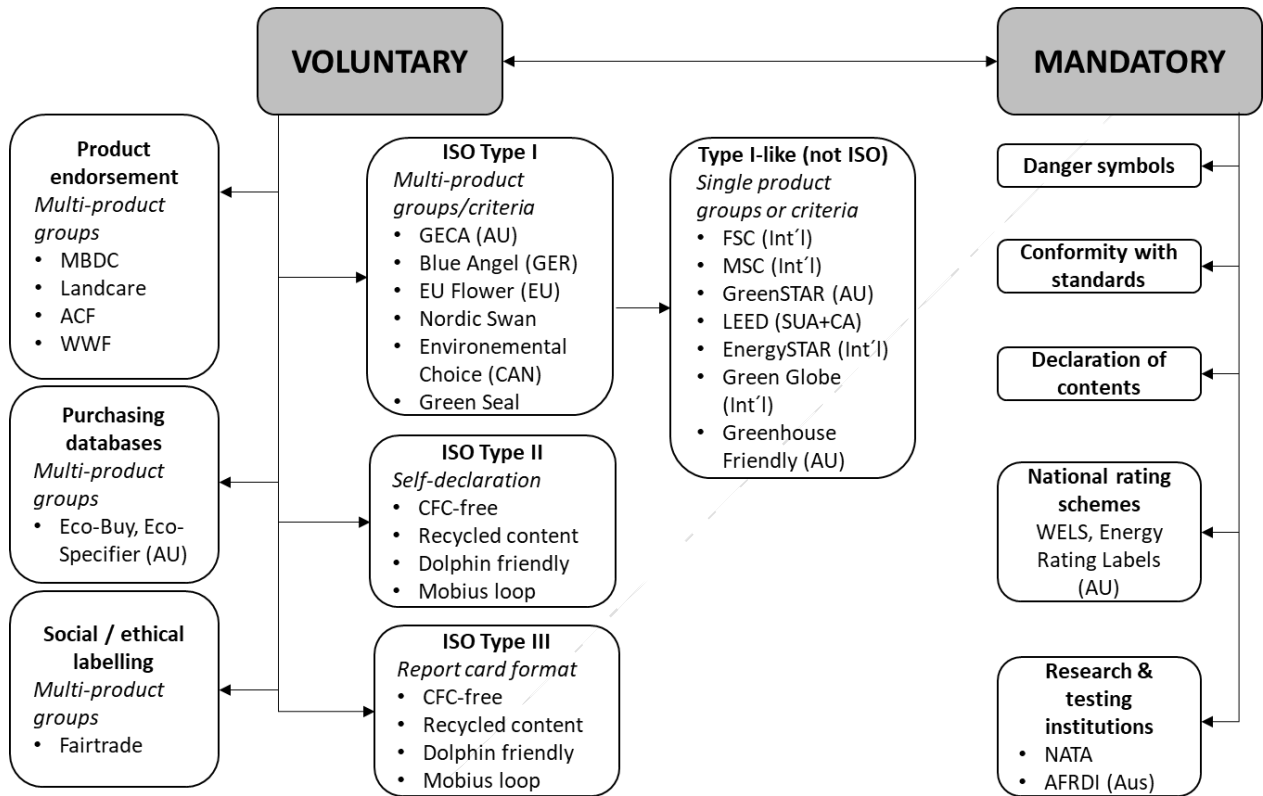 VOLUNTARY
MANDATORY
Product
endorsement
Multi-product
groups
• MBDC
• Landcare
• ACF
• WWF
Purchasing
databases
Multi-product
groups
• Eco-Buy, Eco-
Specifier (AU)
Social / ethical
labelling
Multi-product
groups
• Fairtrade
ISO Type I
Multi-product
groups/criteria
• GECA (AU)
• Blue Angel (GER)
• EU Flower (EU)
• Nordic Swan
• Environemental
Choice (CAN)
• Green Seal
ISO Type II
Self-declaration
• CFC-free
• Recycled content
• Dolphin friendly
• Mobius loop
ISO Type III
Report card format
• CFC-free
• Recycled content
• Dolphin friendly
• Mobius loop
Type I-like (not ISO)
Single product
groups or criteria
• FSC (Int´l)
• MSC (Int´l)
• GreenSTAR (AU)
• LEED (SUA+CA)
• EnergySTAR (Int´l)
• Green Globe
(Int´l)
• Greenhouse
Friendly (AU)
Danger symbols
Conformity with
standards
Declaration of
contents
National rating
schemes
WELS, Energy
Rating Labels
(AU)
Research &
testing
institutions
• NATA
• AFRDI (Aus)